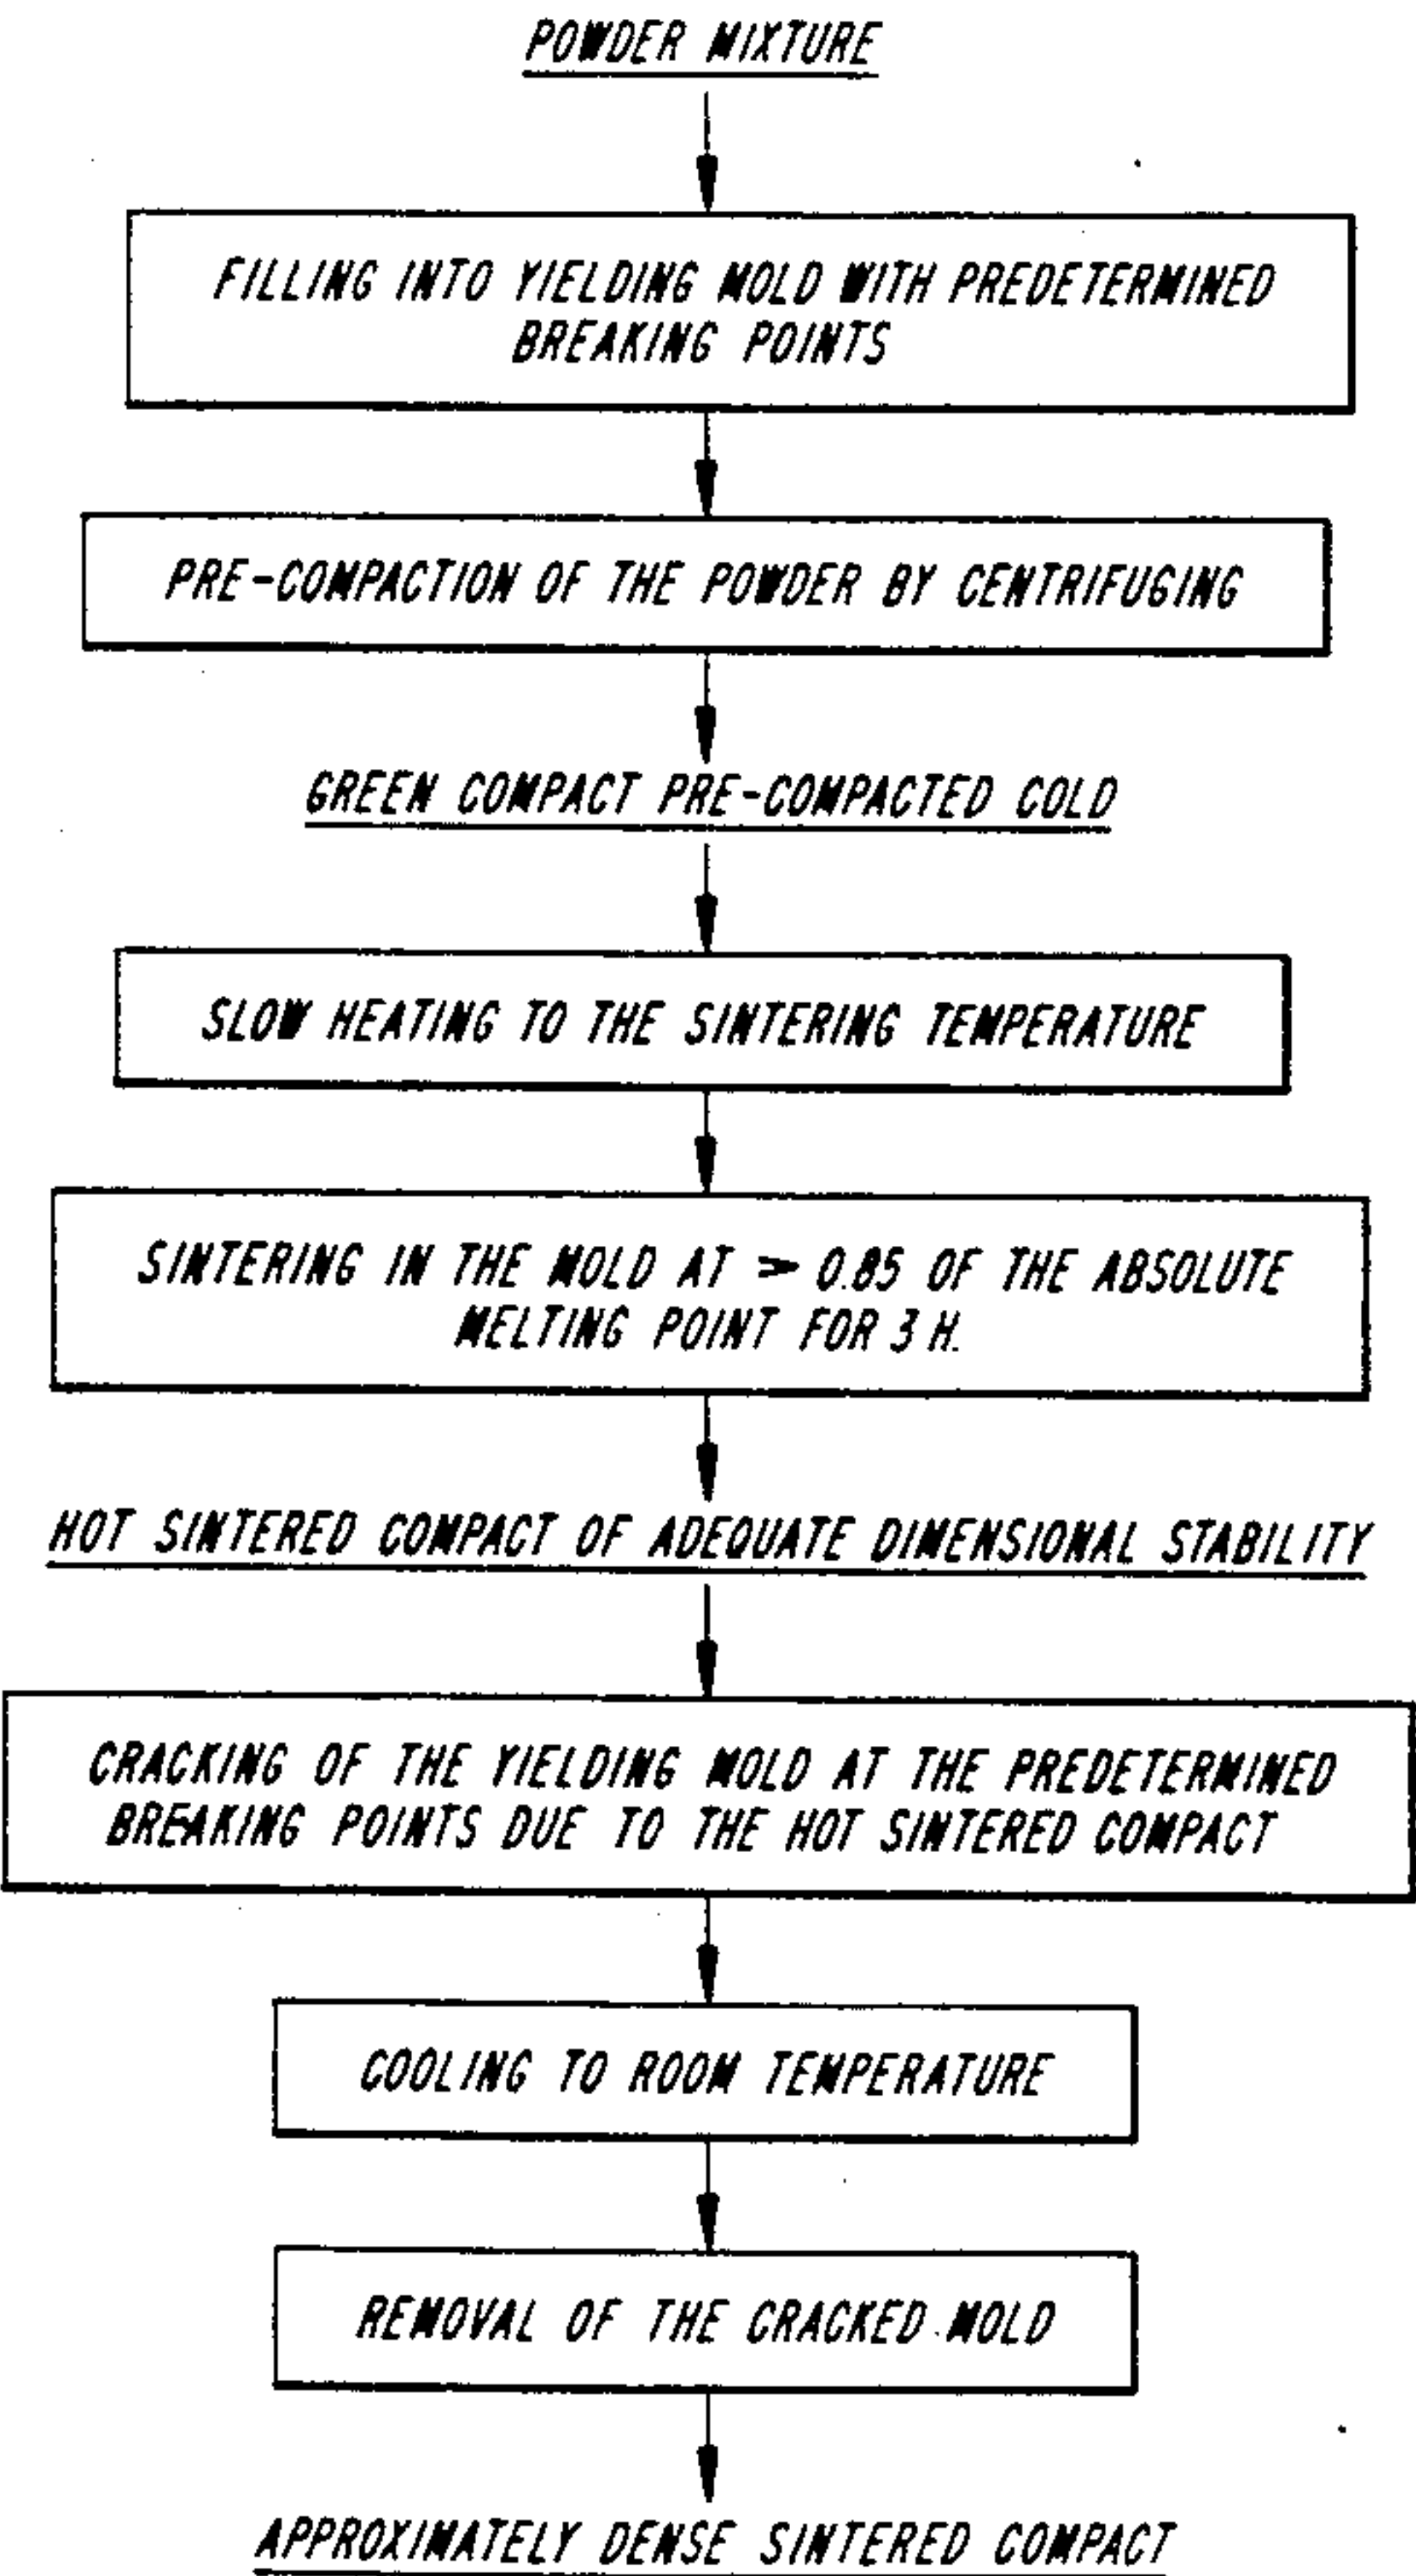 POWDER MIXTURE
FILLING INTO YIELDING MOLD WITH PREDETERMINED
BREAKING POINTS
PRE-COMPACTION OF THE POWDER BY CENTRIFUGING
GREEN COMPACT PRE-COMPACTED COLD
SLOW HEATING TO THE SINTERING TEMPERATURE
SINTERING IN THE MOLD AT > 0.85 OF THE ABSOLUTE
MELTING POINT FOR 3 H.
HOT SINTERED COMPACT OF ADEQUATE DIMENSIONAL STABILITY
CRACKING OF THE YIELDING MOLD AT THE PREDETERMINED
BREAKING POINTS DUE TO THE HOT SINTERED COMPACT
COOLING TO ROOM TEMPERATURE
REMOVAL OF THE CRACKED MOLD
APPROXIMATELY DENSE SINTERED COMPACT